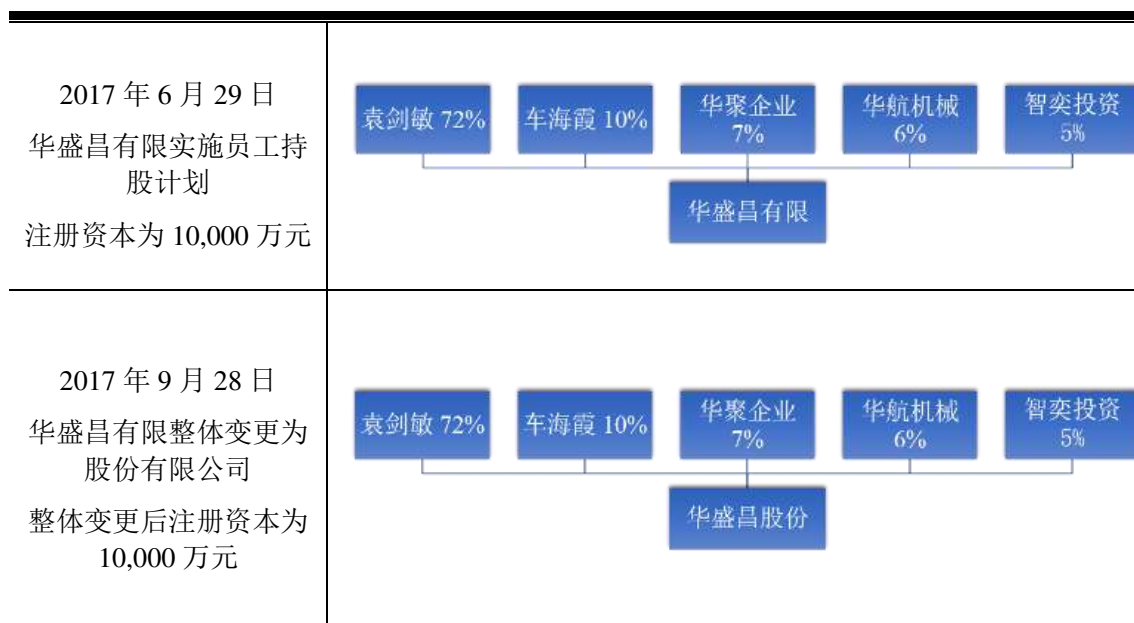 2017 年 6 月 29 日
华盛昌有限实施员工持
股计划
注册资本为 10,000 万元
袁剑敏 72%
车海霞 10%
华聚企业
7%
华航机械
6%
智奕投资
5%
华盛昌有限
2017 年 9 月 28 日
华盛昌有限整体变更为
股份有限公司
整体变更后注册资本为
10,000 万元
袁剑敏 72%
车海霞 10%
华聚企业
7%
华航机械
6%
智奕投资
5%
华盛昌股份